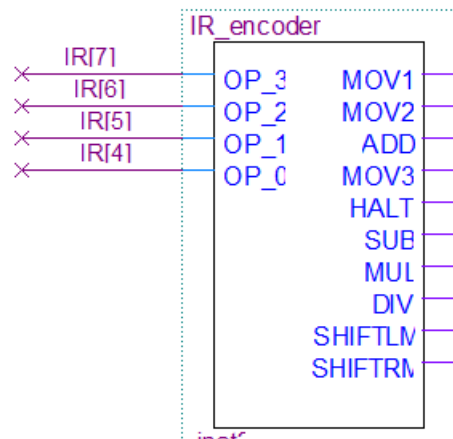 IR_encoder
IR[7]
IR[6]
IR[5]
IR[4]
OP_3 MOV1
OP_2 MOV2
OP_1 ADD
OP_0 MOV3
HALT
SUB
MUL
DIV
SHIFTLM
SHIFTRM